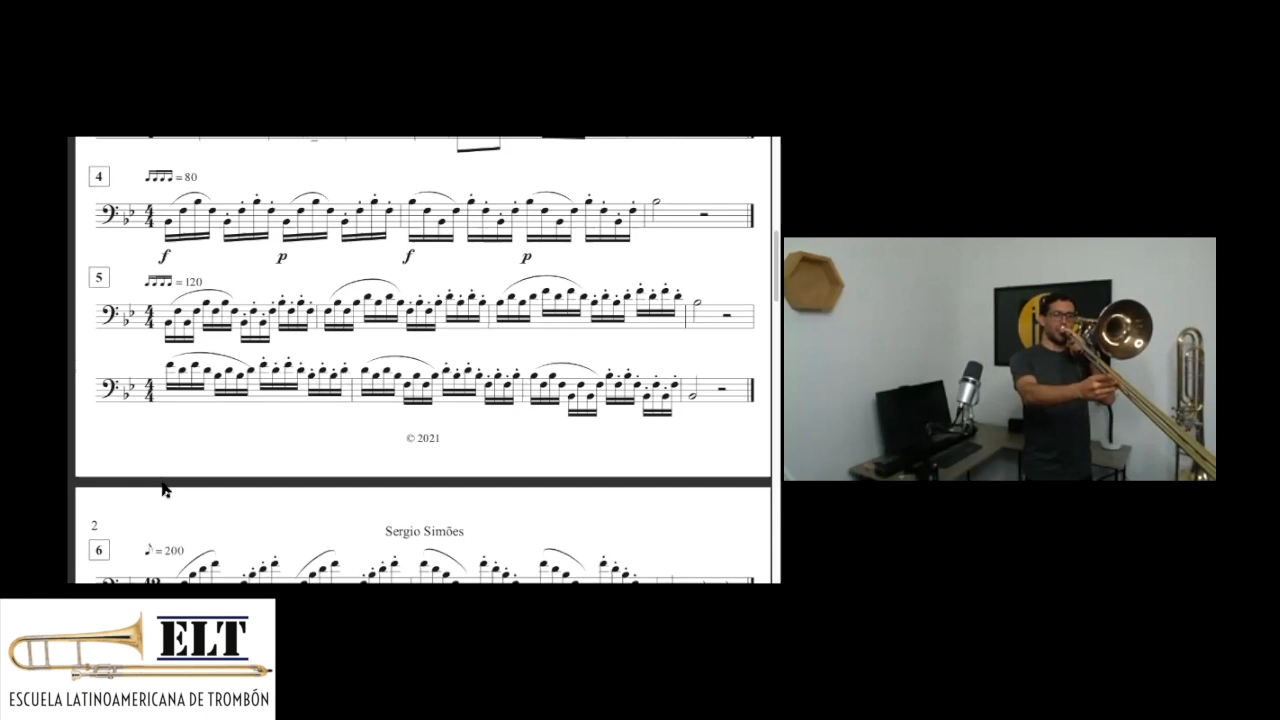 4
= 80
f p f p
5
= 120
© 2021
2
Sergio Simões
6
= 200
ELT
ESCUELA LATINOAMERICANA DE TROMBÓN